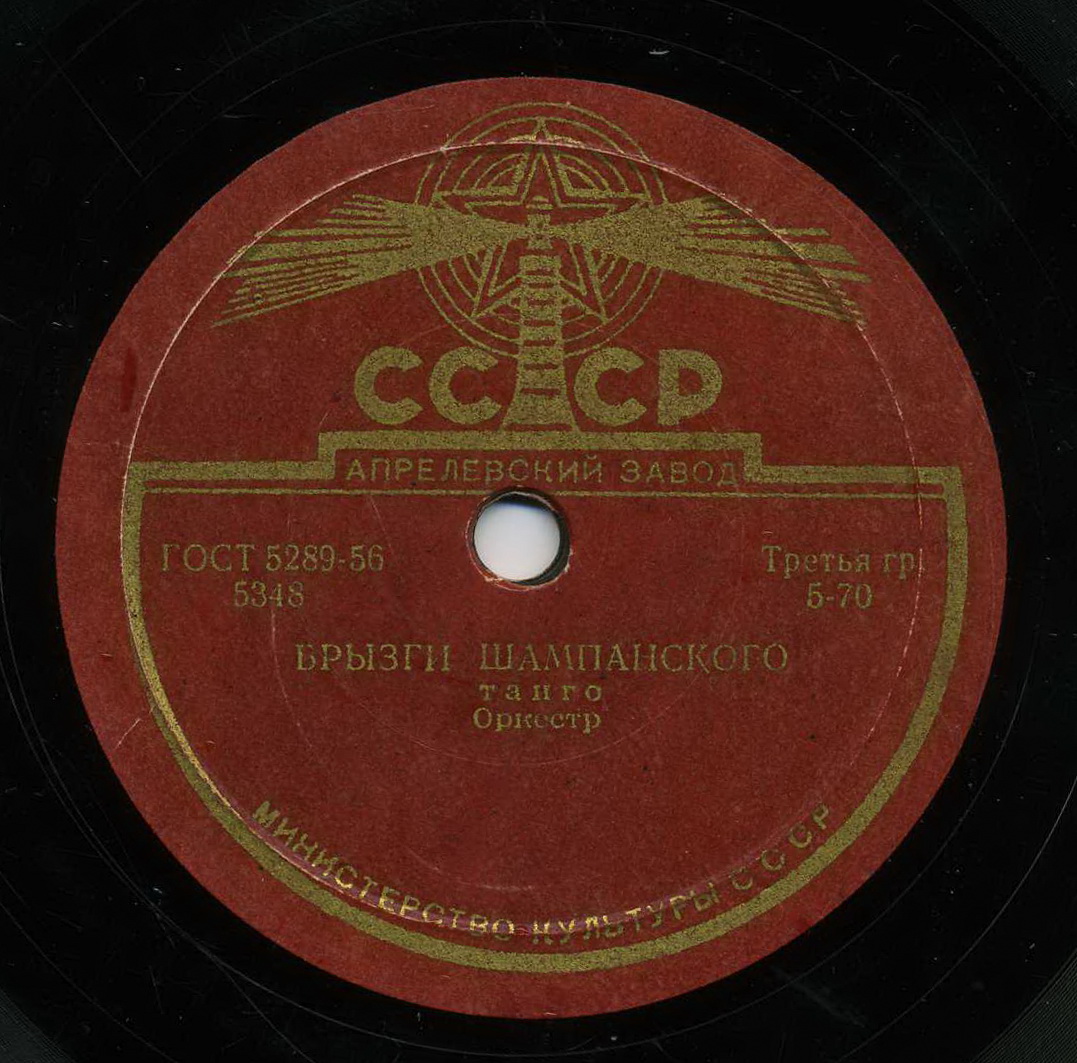 СССР
АПРЕЛЕВСКИЙ ЗАВОД
ГОСТ 5289-56
5348
Третья гр.
5-70
БРЫЗГИ ШАМПАНСКОГО
танго
Оркестр
МИНИСТЕРСТВО КУЛЬТУРЫ СССР